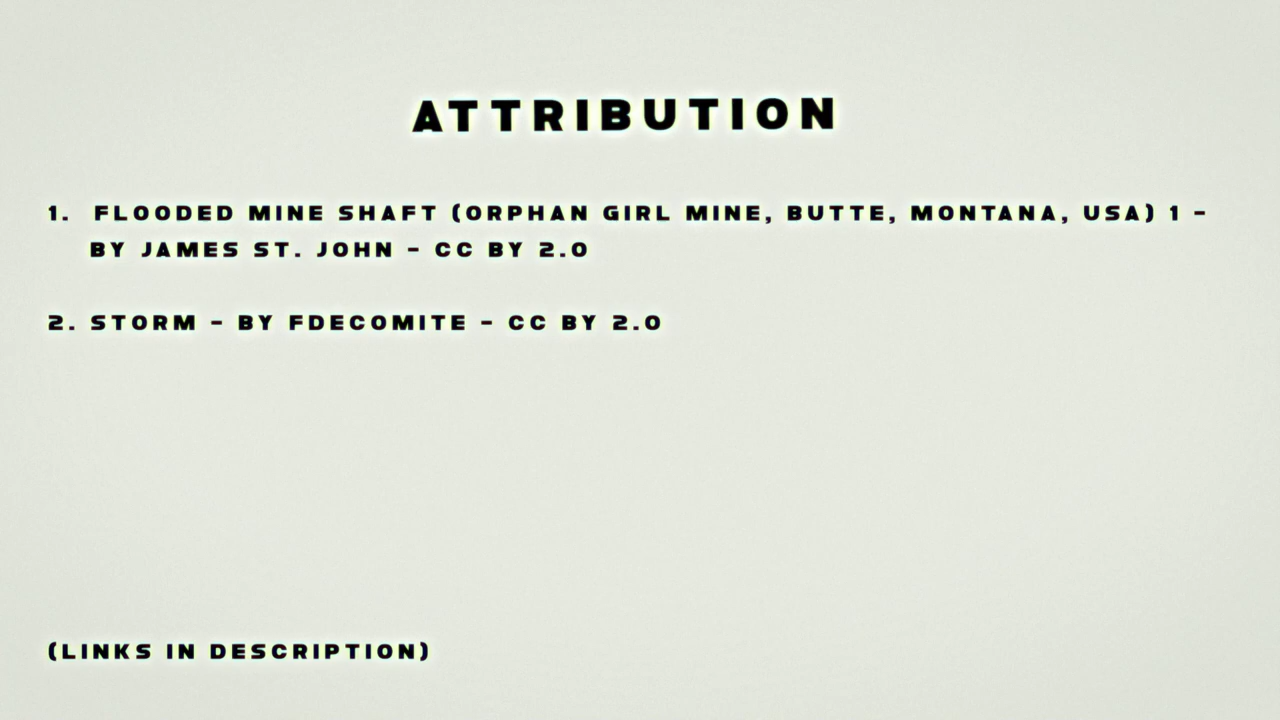 ATTRIBUTION
1. FLOODED MINE SHAFT (ORPHAN GIRL MINE, BUTTE, MONTANA, USA) 1 -
BY JAMES ST. JOHN - CC BY 2.0
2. STORM - BY FDECOMITE - CC BY 2.0
(LINKS IN DESCRIPTION)